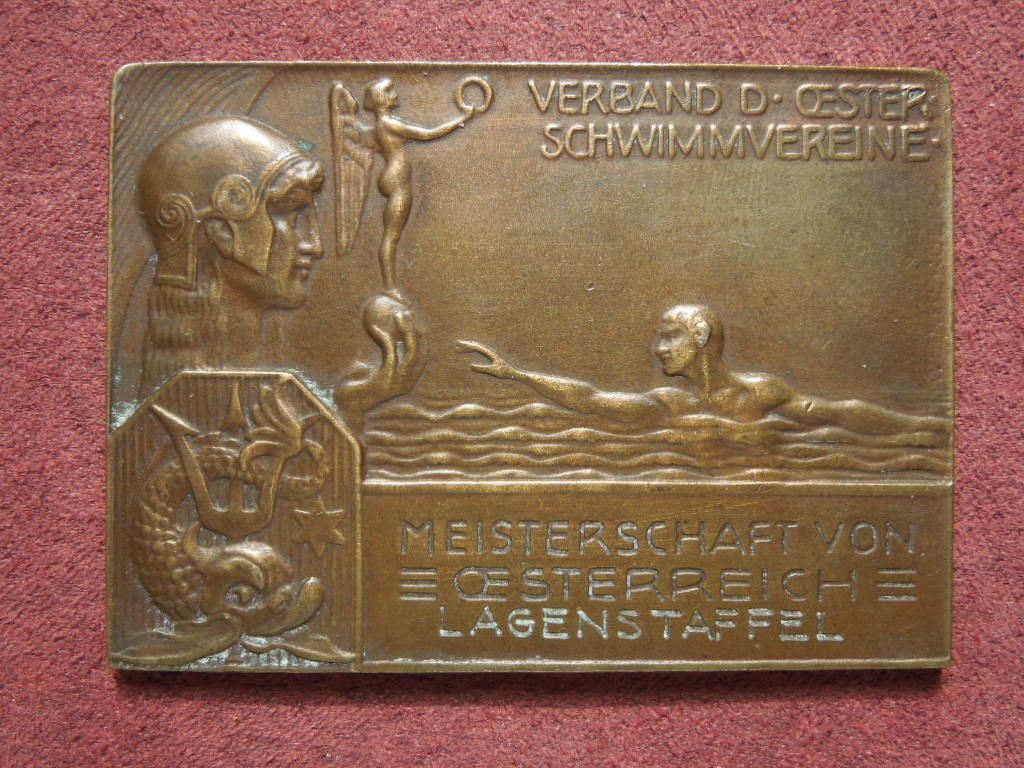 VERBAND D· ŒSTER·
SCHWIMMVEREINE·
MEISTERSCHAFT VON
ŒSTERREICH
LAGENSTAFFEL